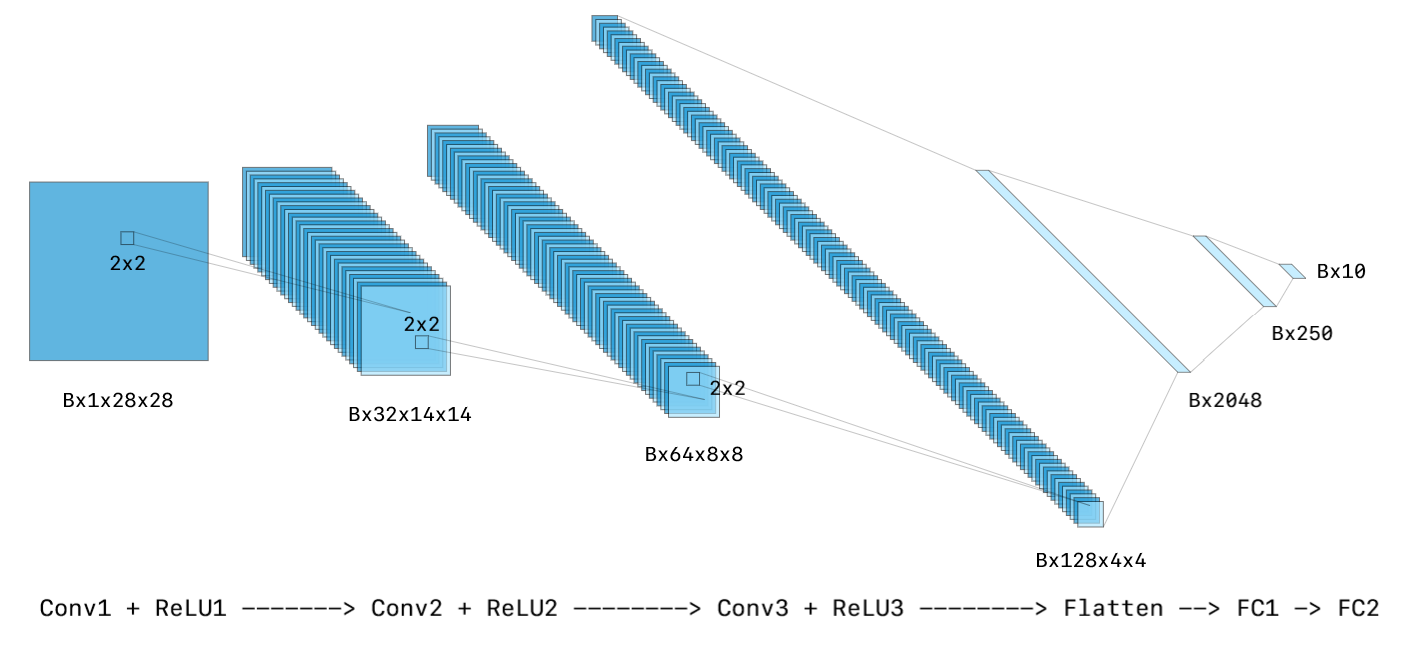 2x2
Bx1x28x28
2x2
Bx32x14x14
2x2
Bx64x8x8
Bx128x4x4
Bx2048
Bx250
Bx10
Conv1 + ReLU1 -------> Conv2 + ReLU2 --------> Conv3 + ReLU3 --------> Flatten --> FC1 -> FC2